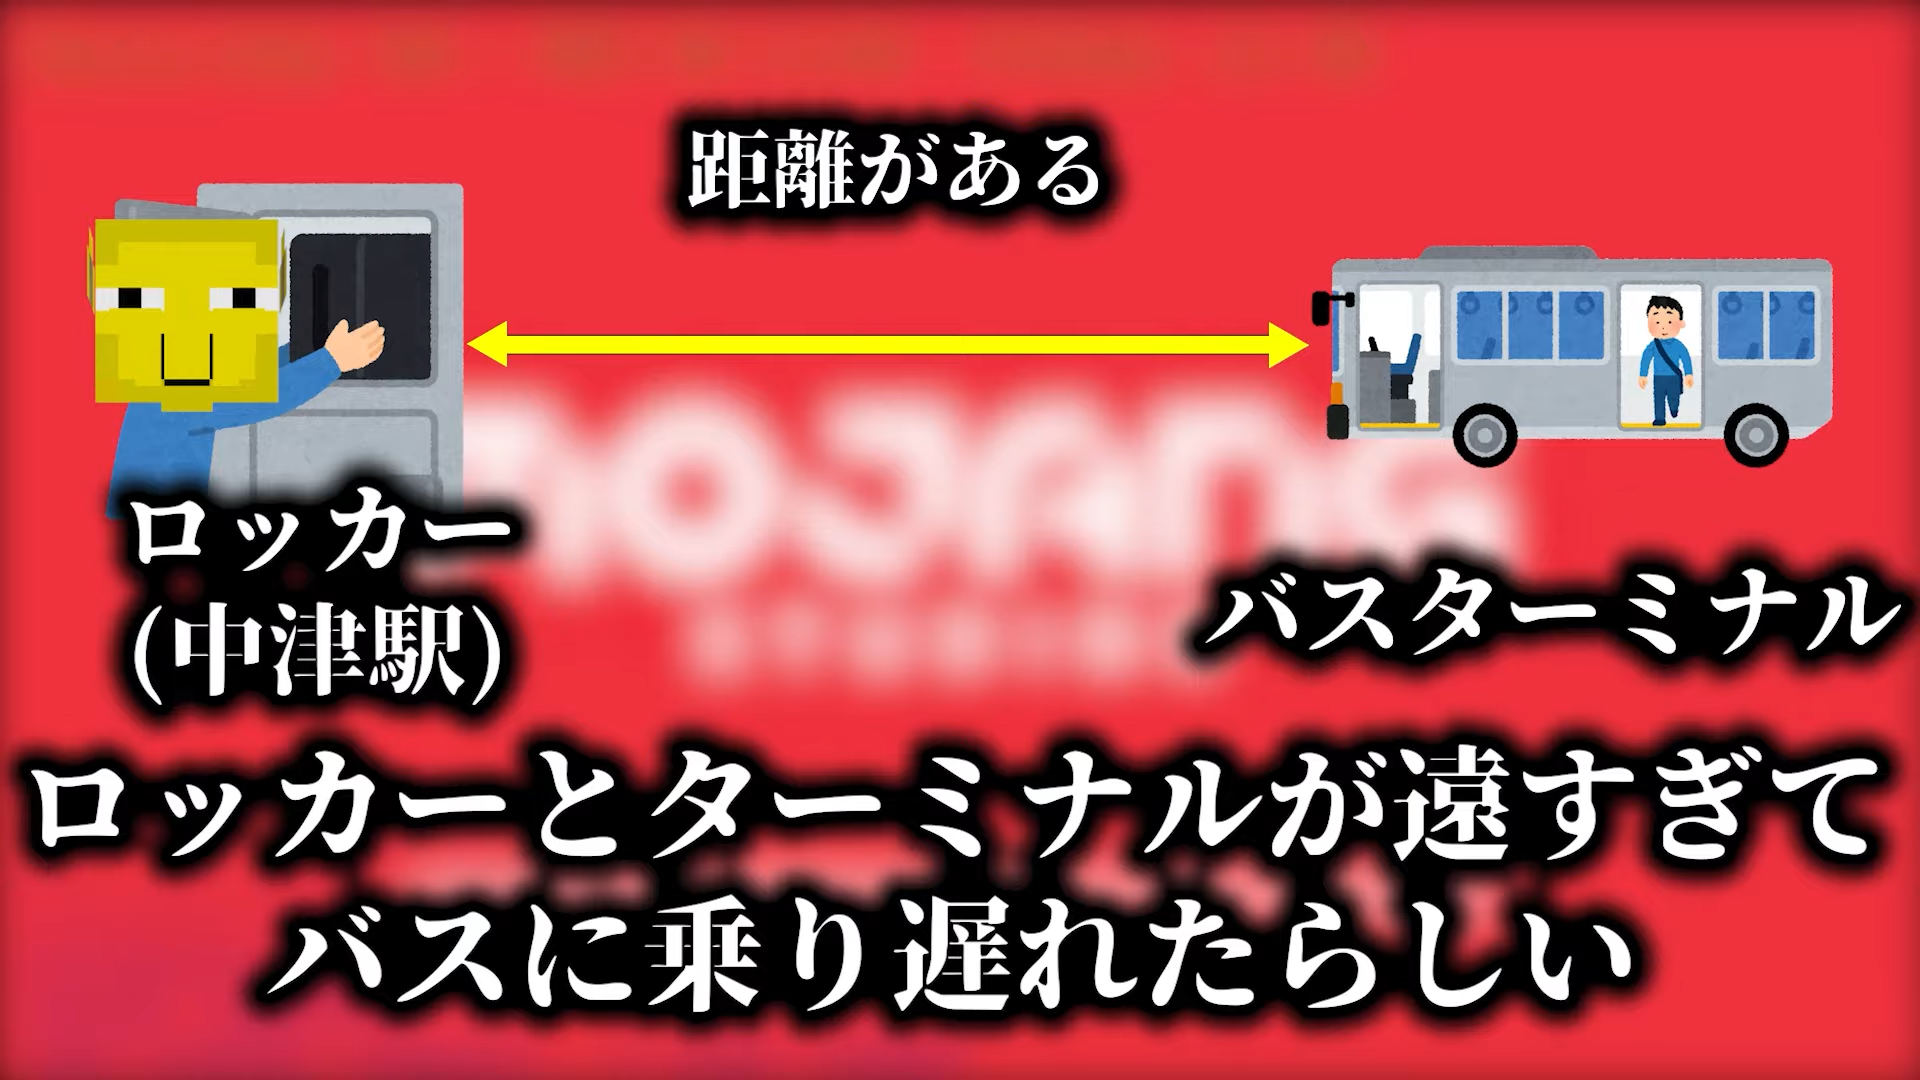 距離がある
ロッカー
(中津駅)
バスターミナル
ロッカーとターミナルが遠すぎて
バスに乗り遅れたらしい
MOJANG
STUDIOS